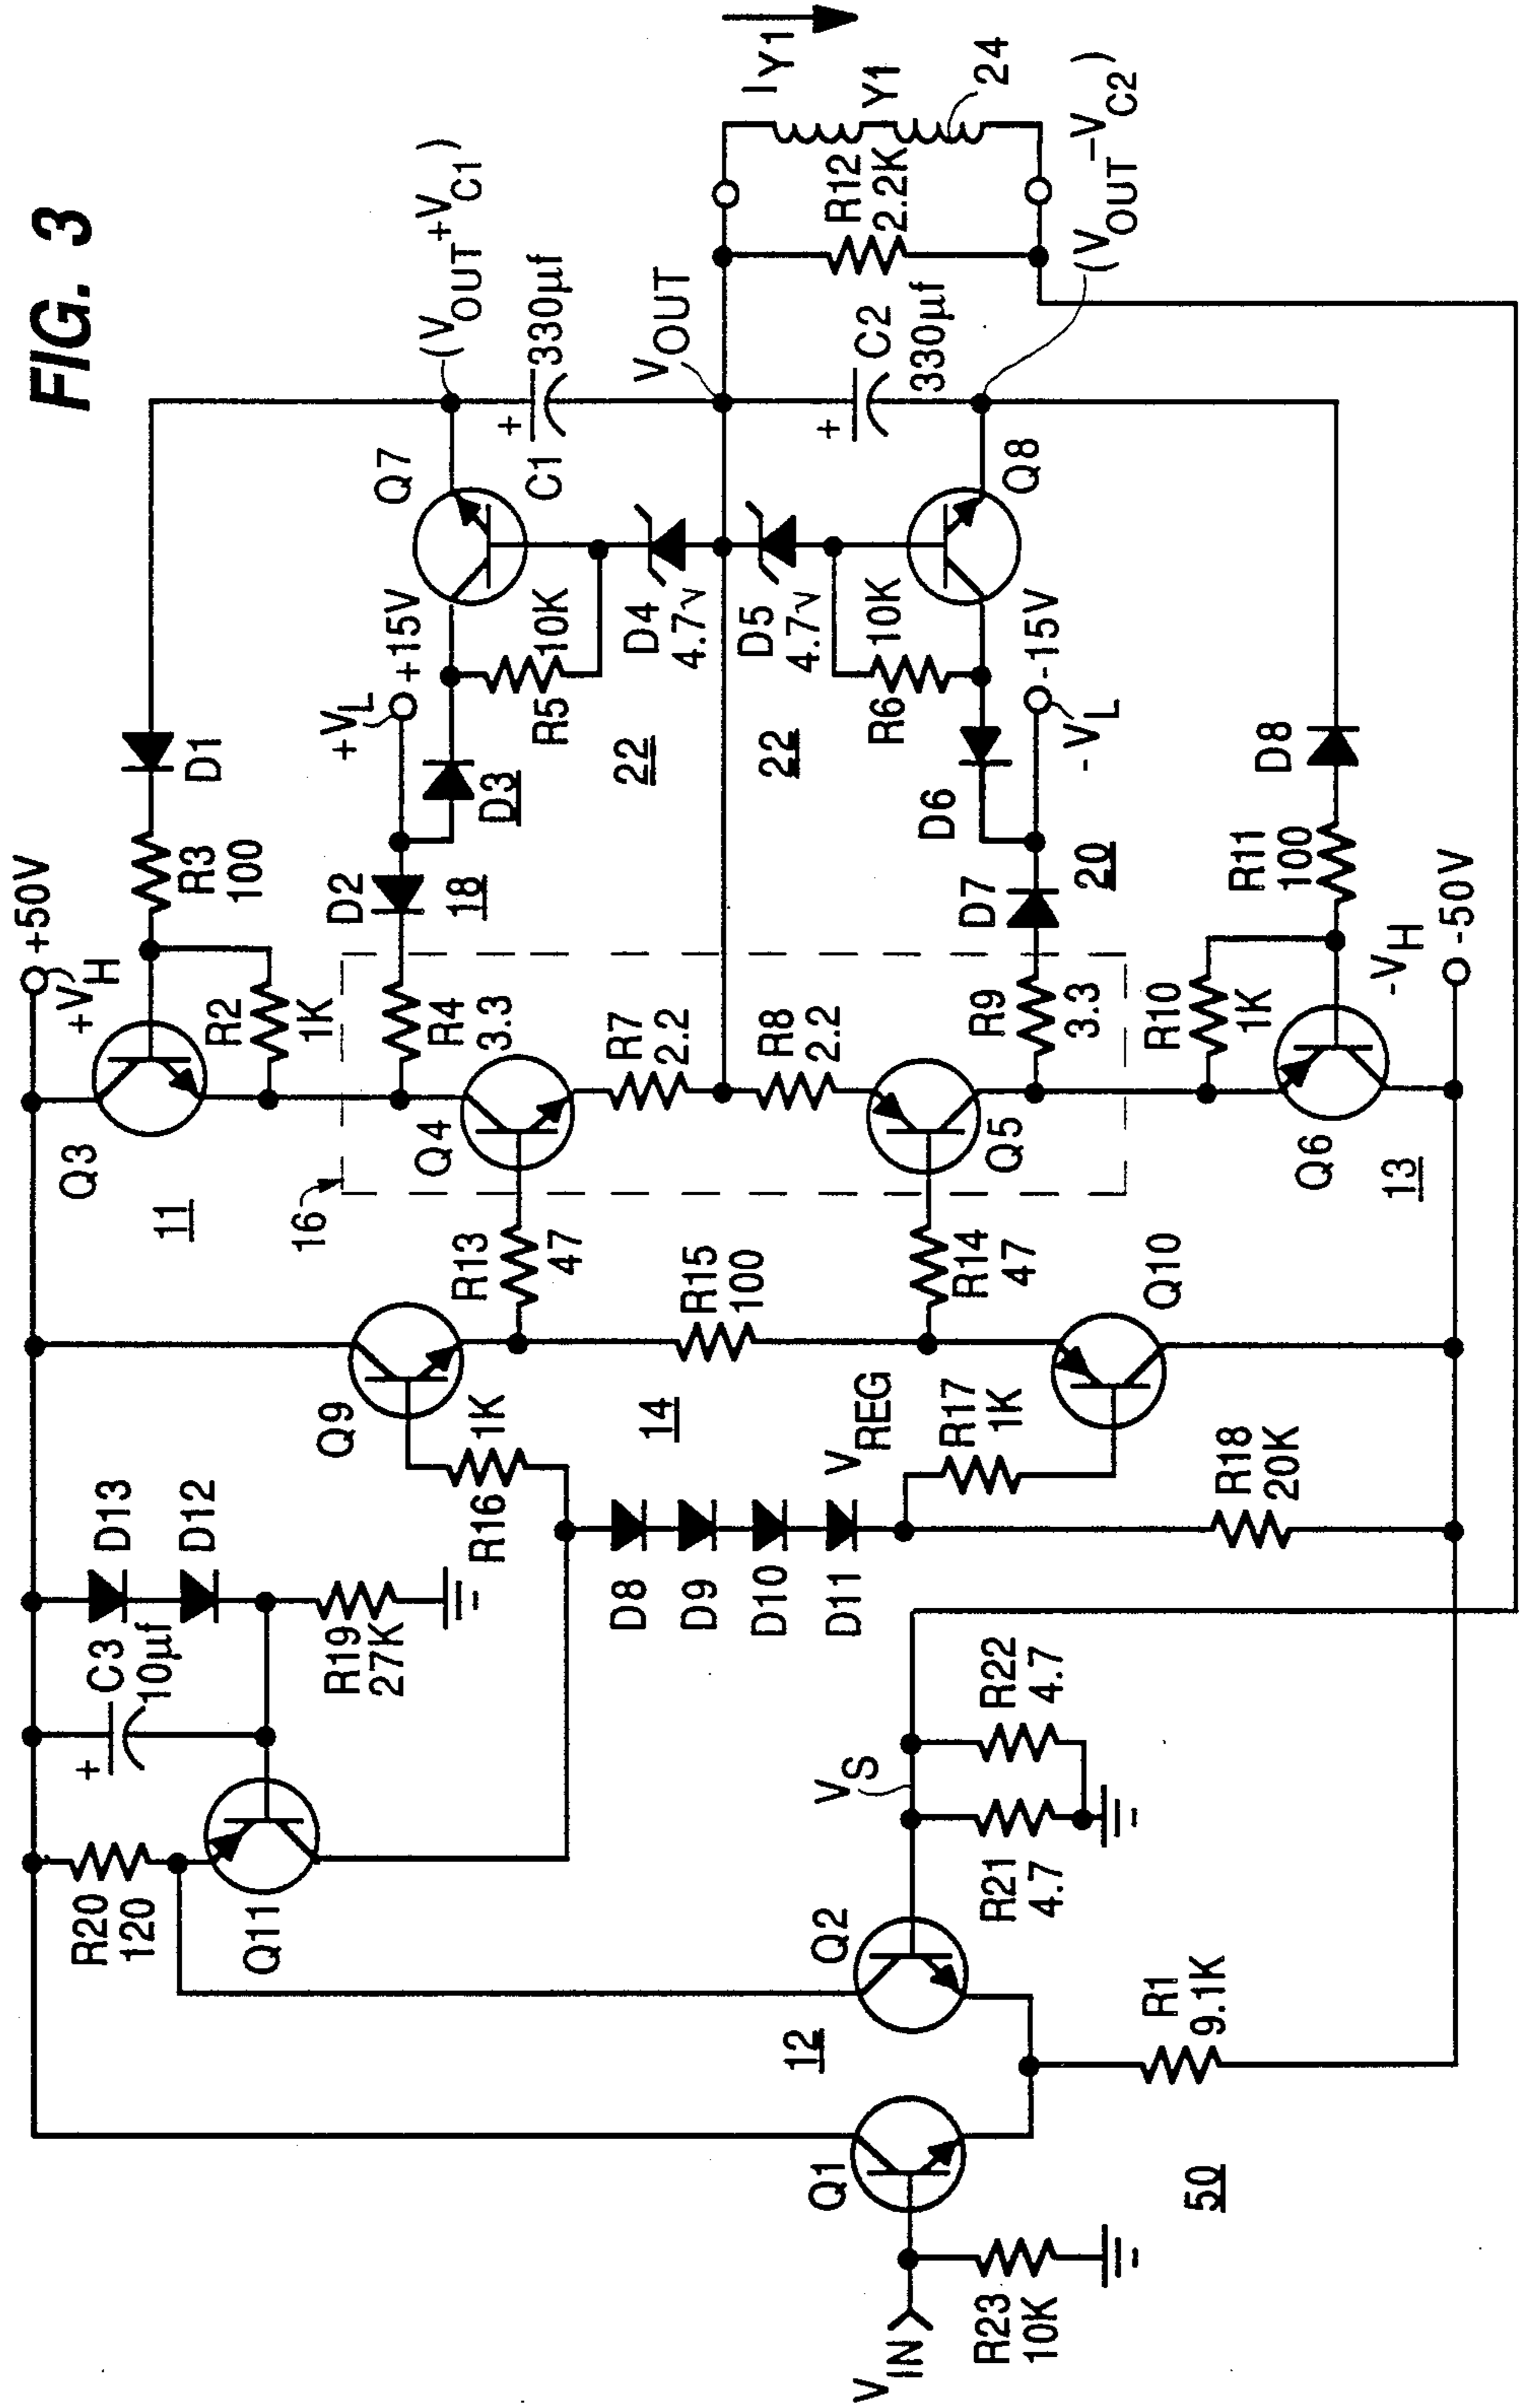 FIG. 3
+50V
+V_H
Q3
11
R2
1K
R3
100
D1
(V_OUT +V_C1)
Q7
C1
330µf
+
+V_L
+15V
D2
18
D3
R5
10K
D4
4.7V
22
V_OUT
16
R4
3.3
Q4
R7
2.2
R8
2.2
Q5
R9
3.3
D5
4.7V
22
R6
10K
C2
330µf
+
Q8
R12
2.2K
Y1
I_Y1
24
(V_OUT -V_C2)
D6
D7
20
-15V
-V_L
R10
1K
R11
100
D8
Q6
13
-V_H
-50V
R13
47
R15
100
R14
47
Q9
R16
1K
14
V_REG
R17
1K
Q10
R18
20K
D13
D12
C3
10µf
+
R19
27K
D8
D9
D10
D11
R20
120
Q11
V_S
R22
4.7
R21
4.7
Q2
12
R1
9.1K
Q1
50
V_IN
R23
10K